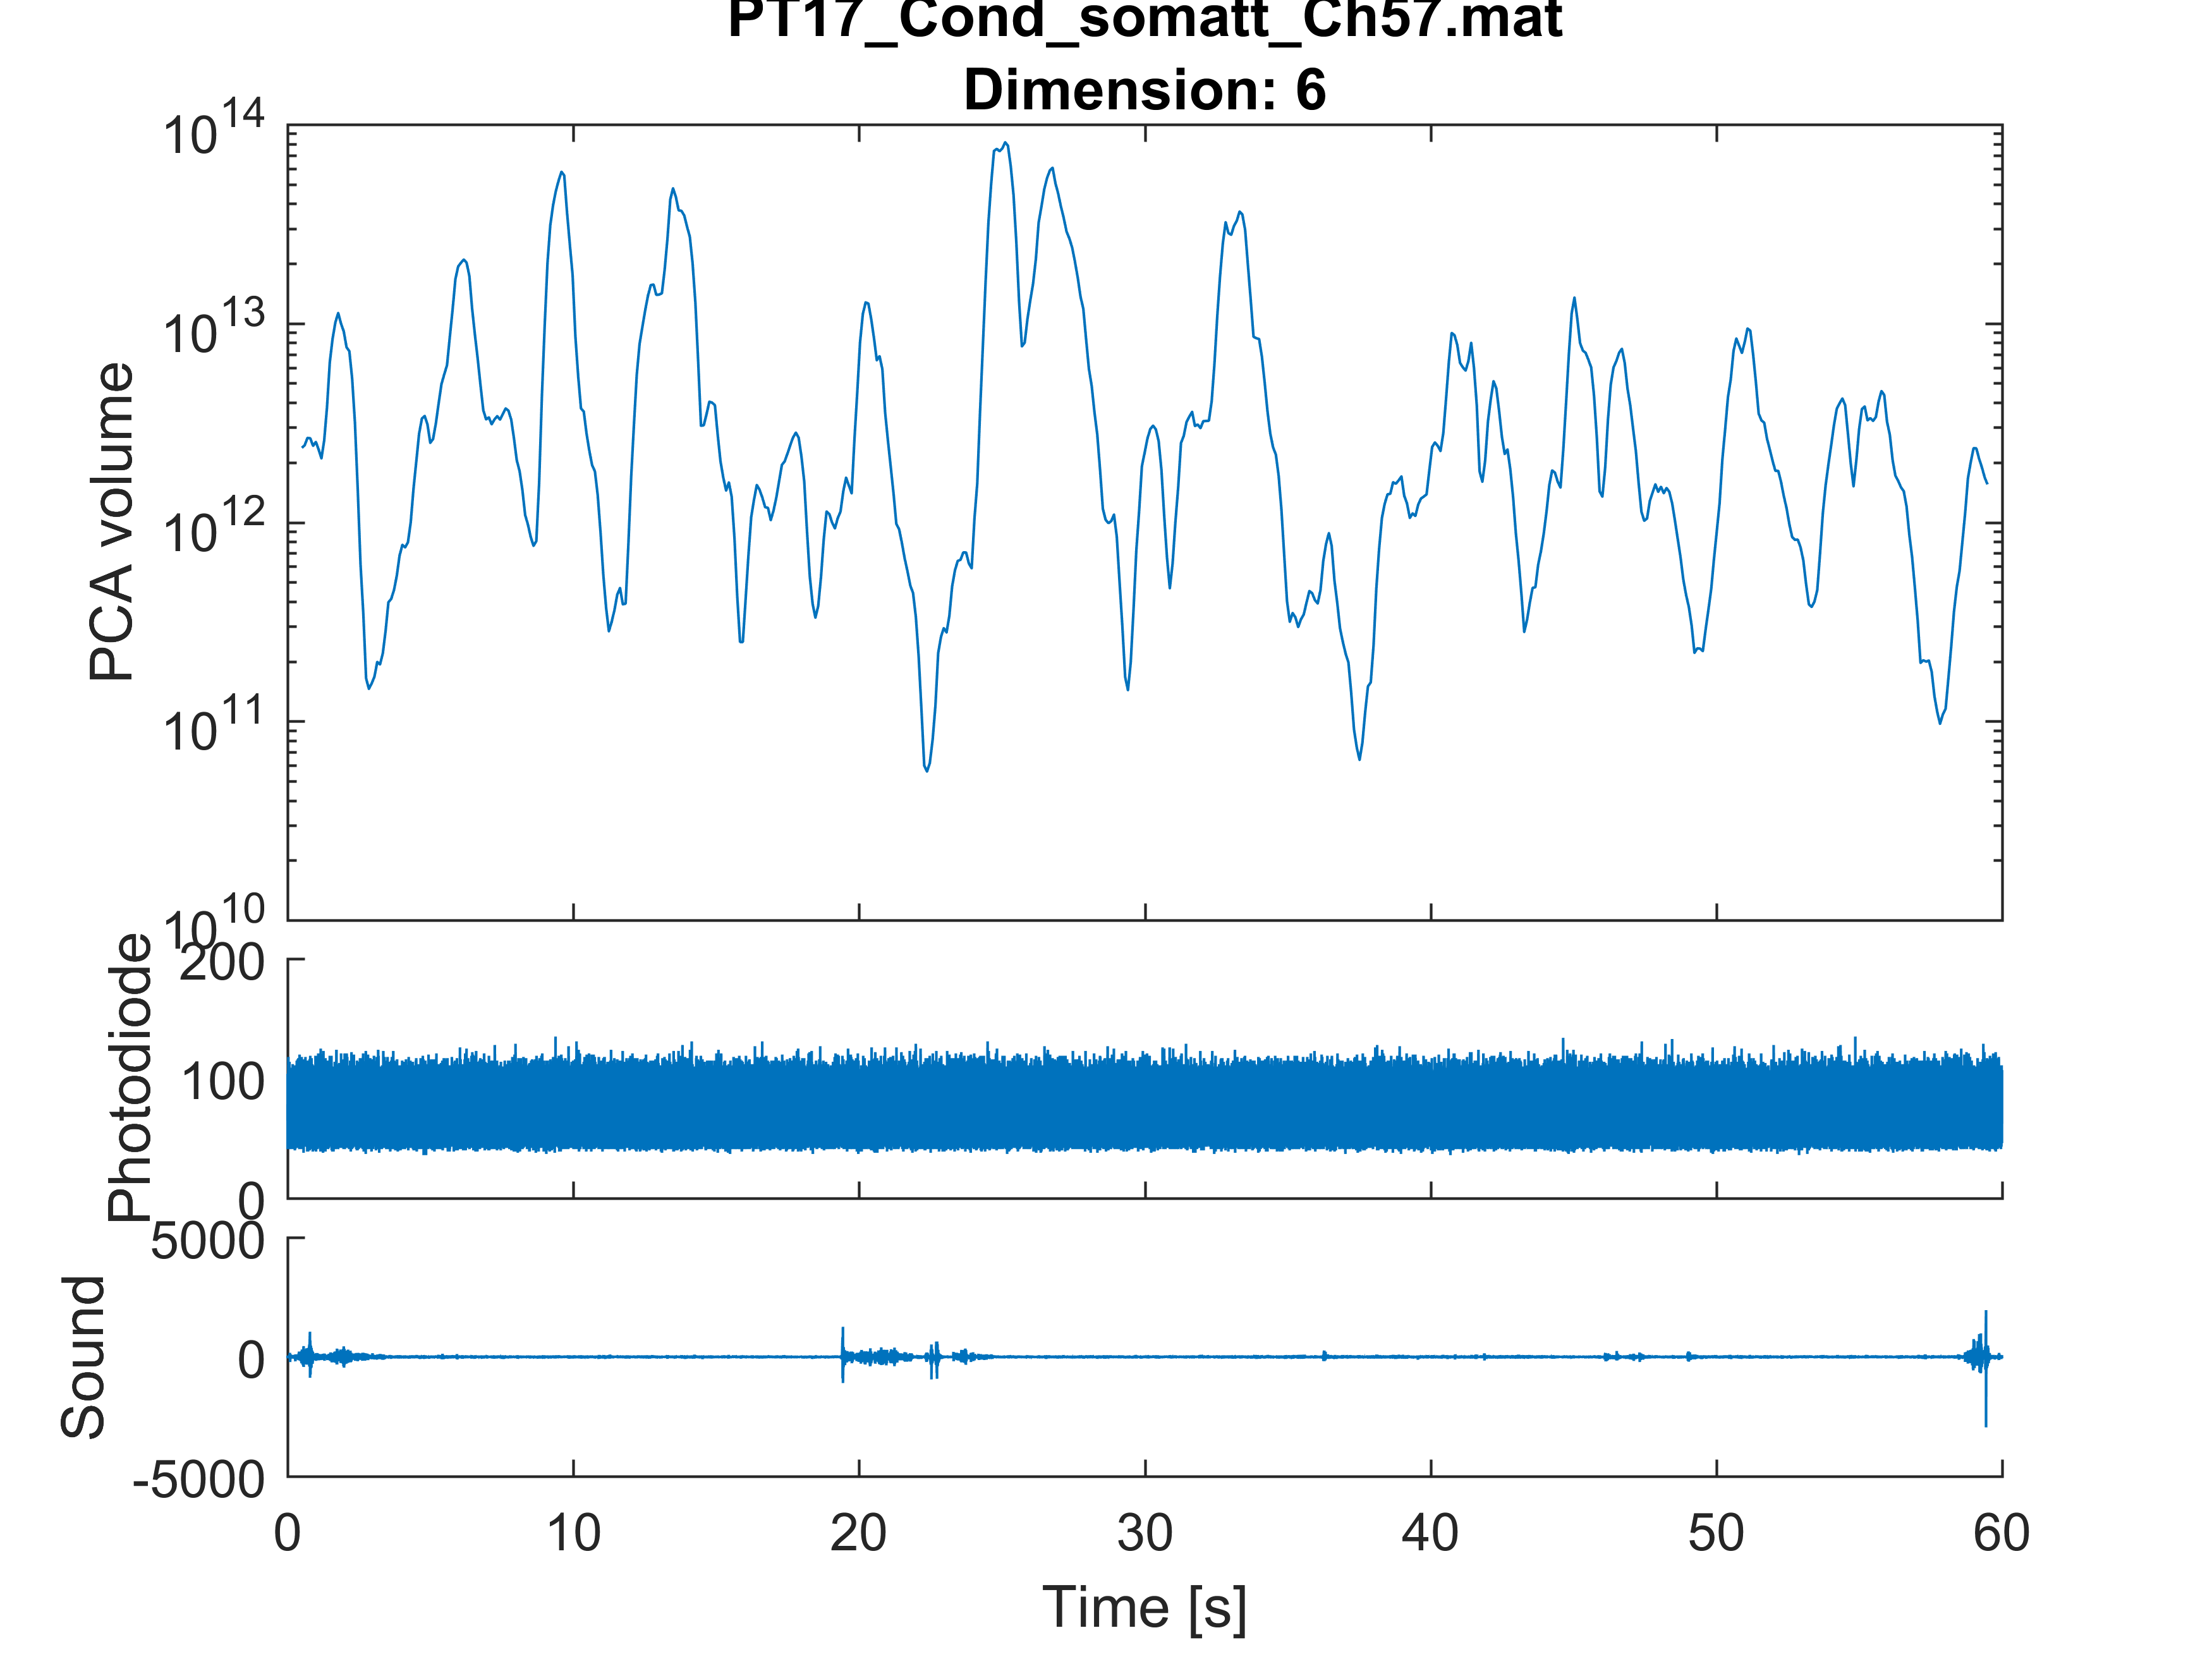 PT17_Cond_somatt_Ch57.mat
Dimension: 6
10^14
10^13
10^12
10^11
10^10
PCA volume
200
100
0
Photodiode
5000
0
-5000
Sound
0 10 20 30 40 50 60
Time [s]